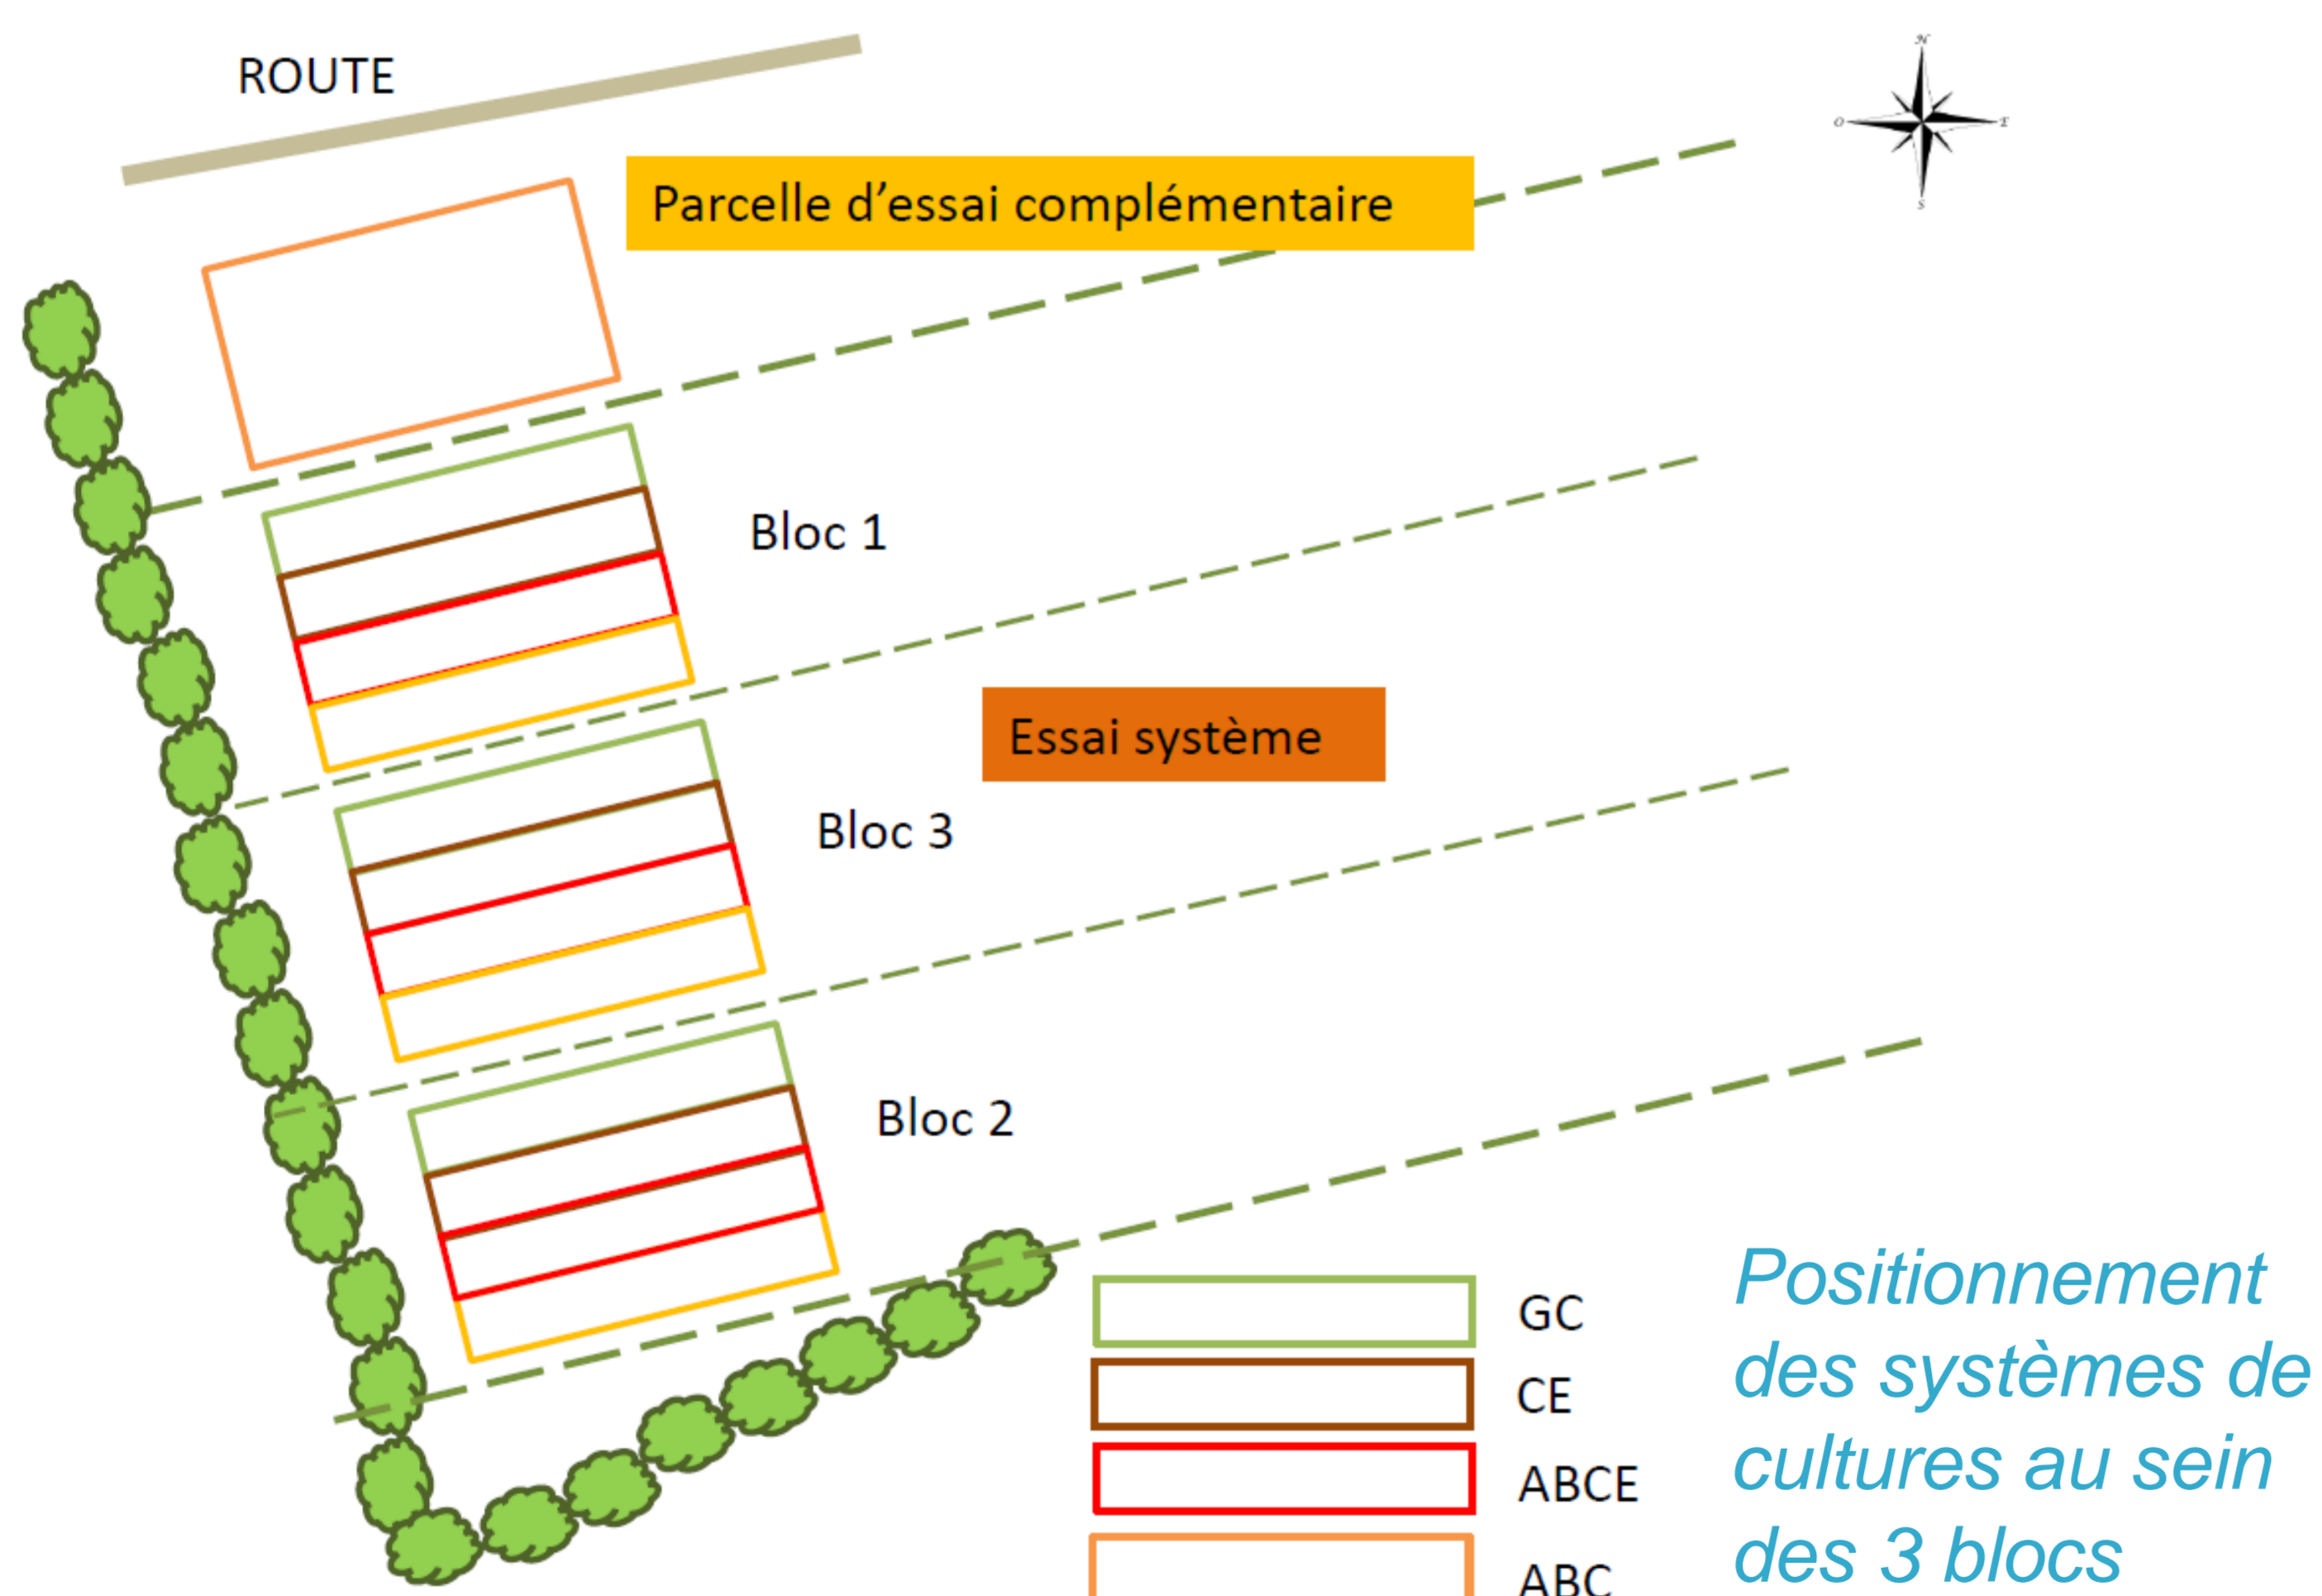 ROUTE
N
O E
S
Parcelle d’essai complémentaire
Bloc 1
Essai système
Bloc 3
Bloc 2
GC
CE
ABCE
ABC
Positionnement
des systèmes de
cultures au sein
des 3 blocs